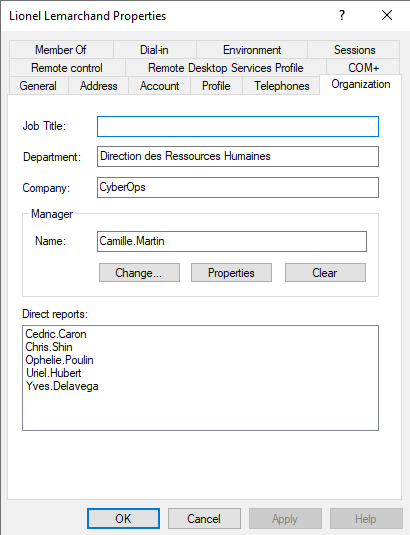 Lionel Lemarchand Properties
Member Of Dial-in Environment Sessions
Remote control Remote Desktop Services Profile COM+
General Address Account Profile Telephones Organization
Job Title:
Department: Direction des Ressources Humaines
Company: CyberOps
Manager
Name: Camille.Martin
Change... Properties Clear
Direct reports:
Cedric.Caron
Chris.Shin
Ophelie.Poulin
Uriel.Hubert
Yves.Delavega
OK Cancel Apply Help